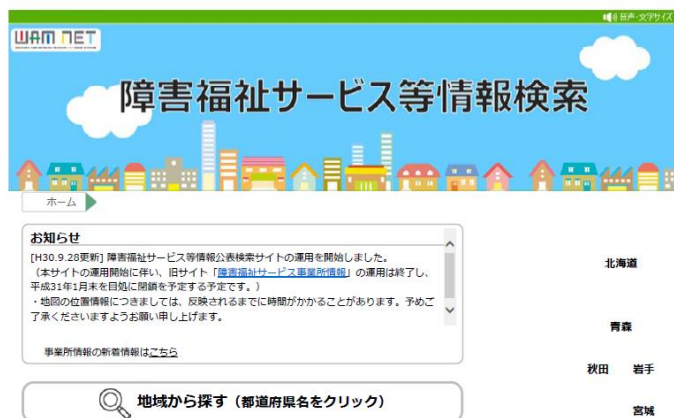 音声・文字サイズ
WAM NET
障害福祉サービス等情報検索
ホーム
お知らせ
[H30.9.28更新] 障害福祉サービス等情報公表検索サイトの運用を開始しました。
（本サイトの運用開始に伴い、旧サイト「障害福祉サービス事業所情報」の運用は終了し、
平成31年1月末を目処に閉鎖を予定する予定です。）
・地図の位置情報につきましては、反映されるまでに時間がかかることがあります。予めご
了承くださいますようお願い申し上げます。
事業所情報の新着情報はこちら
地域から探す（都道府県名をクリック）
北海道
青森
秋田 岩手
宮城